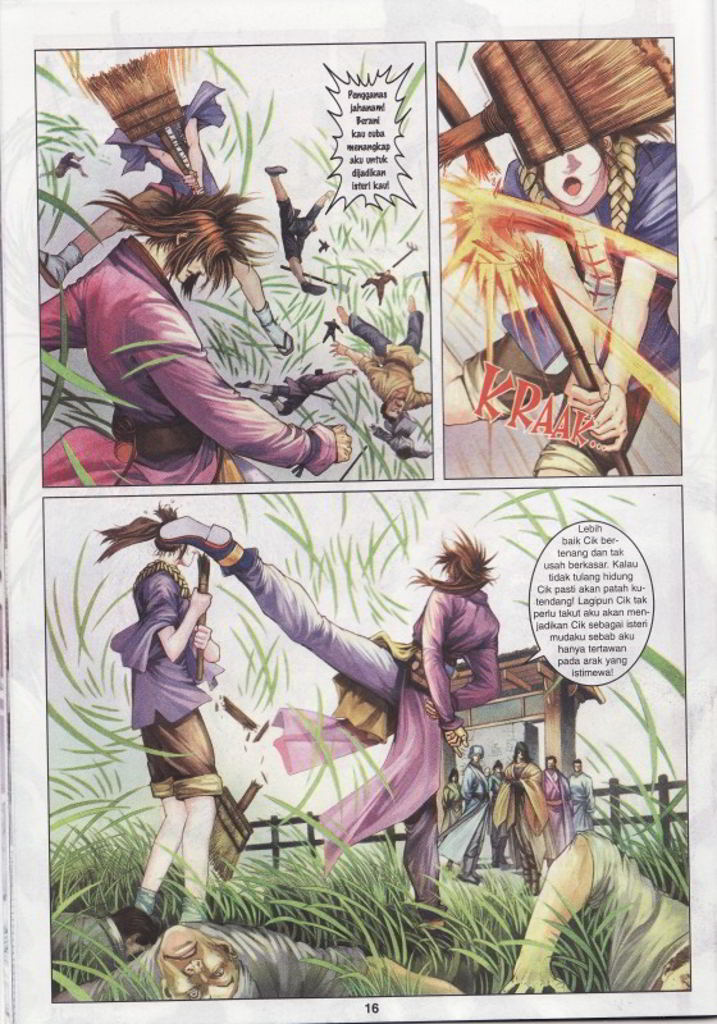 Pengganas
jahanam!
Berani
kau cuba
menangkap
aku untuk
dijadikan
isteri kau!
KRAAK...
Lebih
baik Cik ber-
tenang dan tak
usah berkasar. Kalau
tidak tulang hidung
Cik pasti akan patah ku-
tendang! Lagipun Cik tak
perlu takut aku akan men-
jadikan Cik sebagai isteri
mudaku sebab aku
hanya tertawan
pada arak yang
istimewa!
16